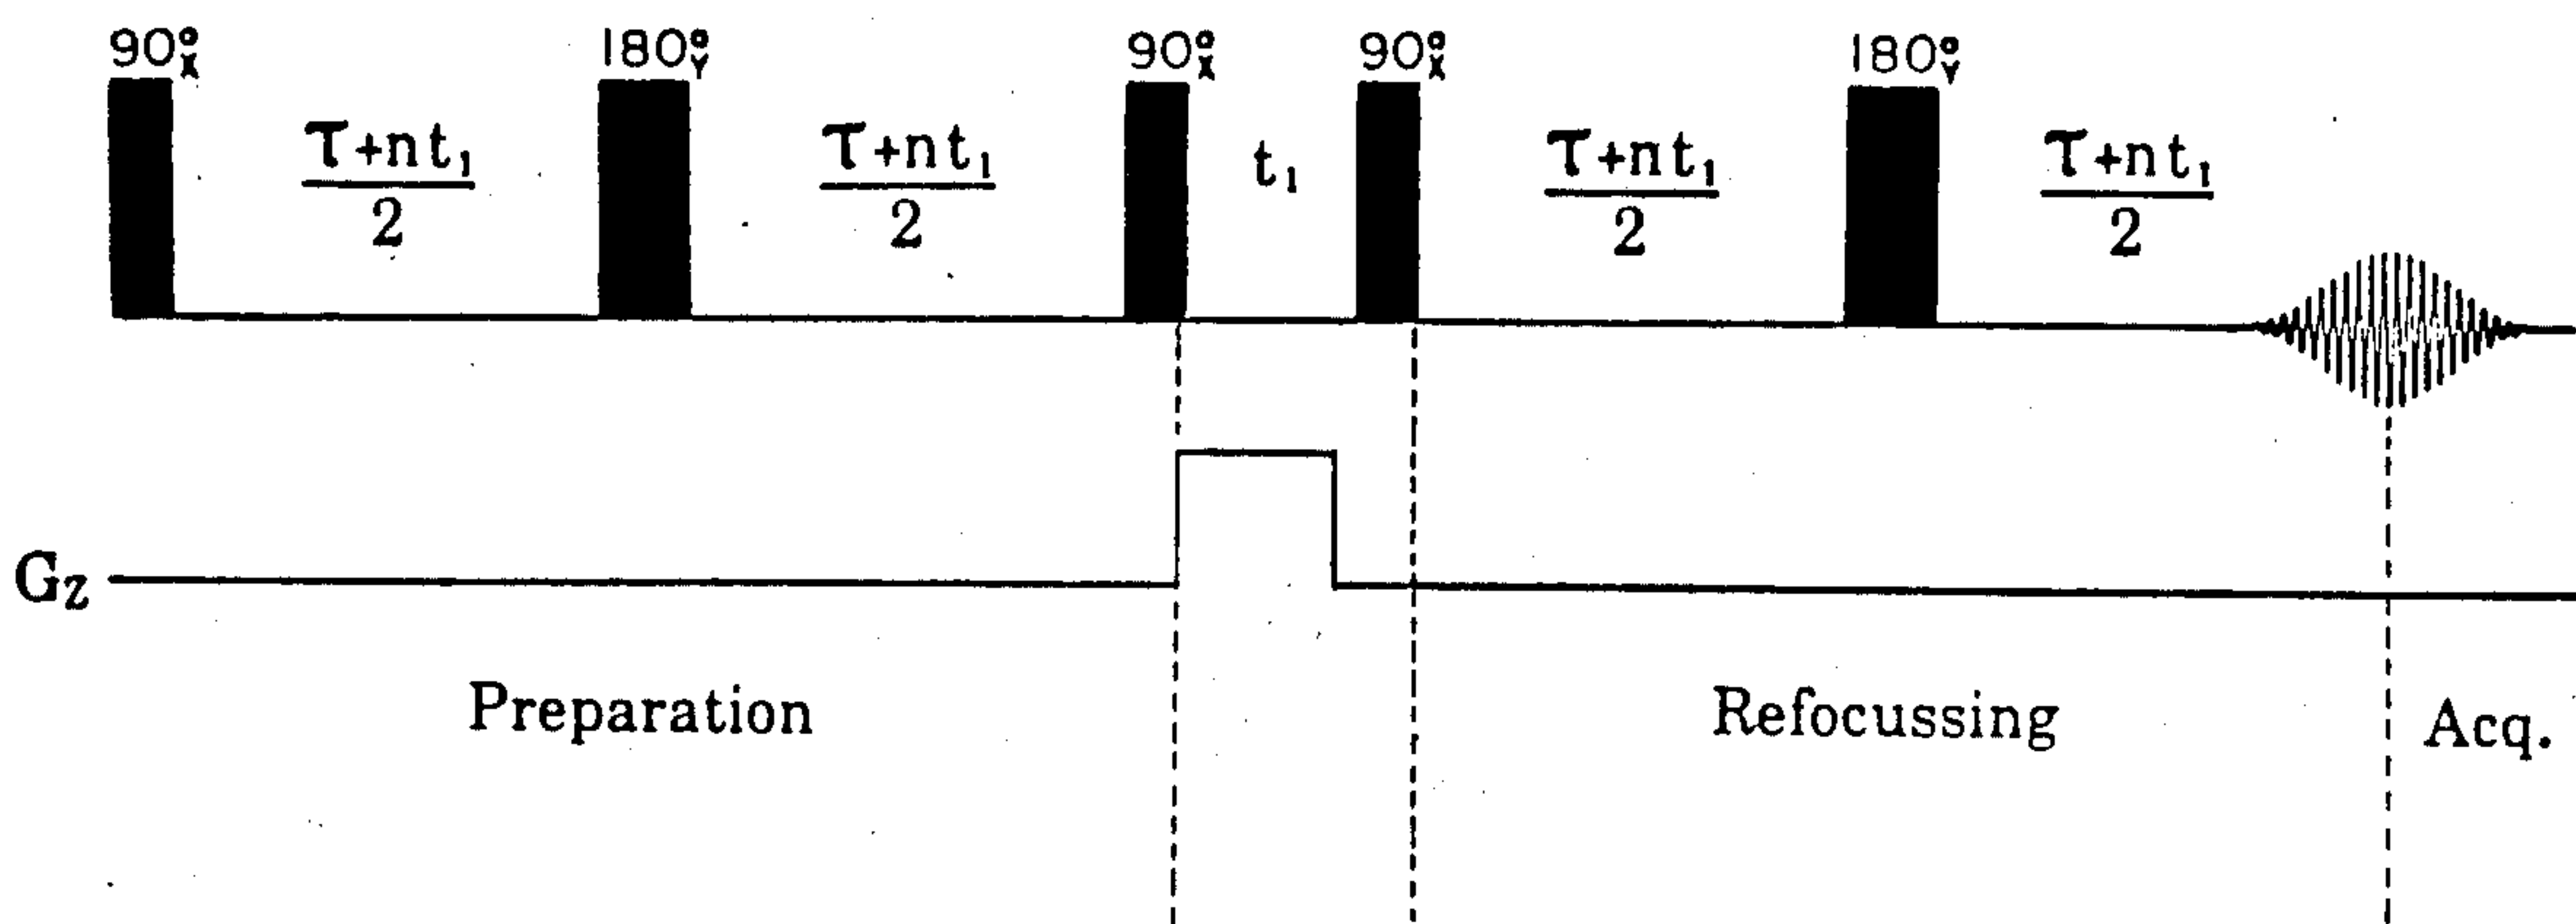 90°X 180°Y 90°X 90°X 180°Y
τ+nt₁ τ+nt₁ t₁ τ+nt₁ τ+nt₁
2 2 2 2
Gz
Preparation Refocussing Acq.